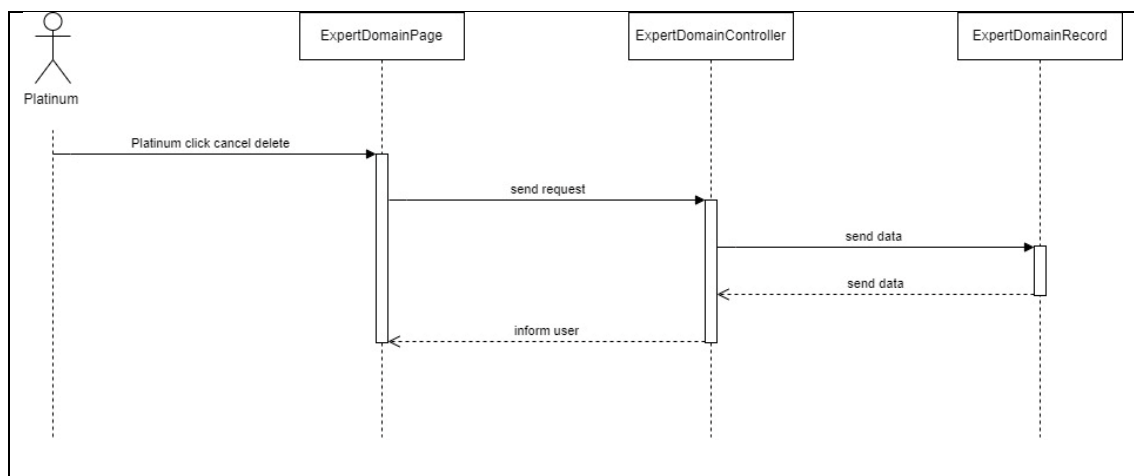 ExpertDomainPage
ExpertDomainController
ExpertDomainRecord
Platinum
Platinum click cancel delete
send request
send data
send data
inform user